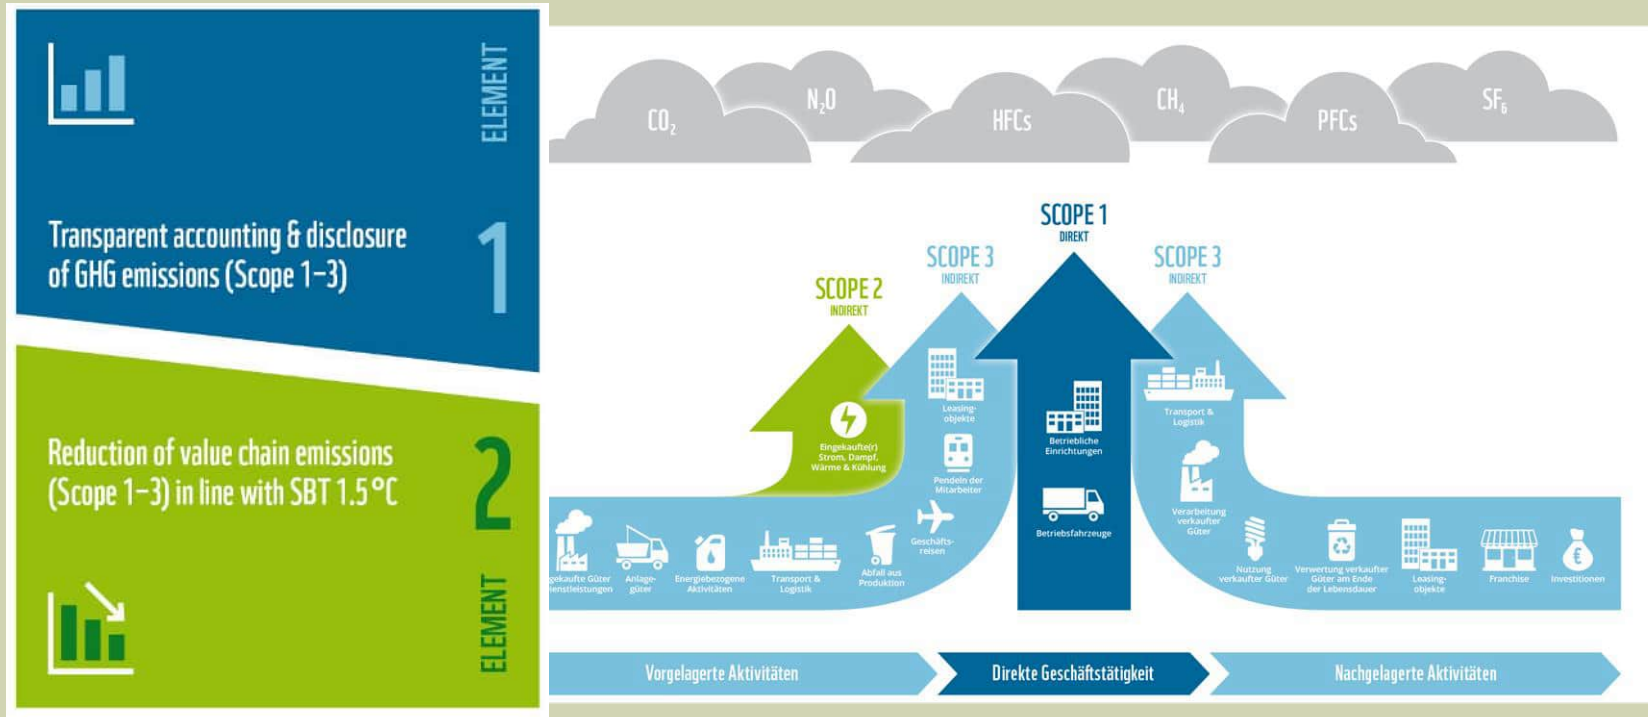 ELEMENT
1
Transparent accounting & disclosure
of GHG emissions (Scope 1–3)
Reduction of value chain emissions
(Scope 1–3) in line with SBT 1.5 °C
2
ELEMENT
CO₂
N₂O
HFCs
CH₄
PFCs
SF₆
SCOPE 2
INDIREKT
SCOPE 3
INDIREKT
SCOPE 1
DIREKT
SCOPE 3
INDIREKT
Eingekaufte(r)
Strom, Dampf,
Wärme & Kühlung
Leasing-
objekte
Pendeln der
Mitarbeiter
Geschäfts-
reisen
Betriebliche
Einrichtungen
Betriebsfahrzeuge
Transport &
Logistik
Verarbeitung
verkaufter
Güter
gekaufte Güter
enstleistungen
Anlage-
güter
Energiebezogene
Aktivitäten
Transport &
Logistik
Abfall aus
Produktion
Nutzung
verkaufter Güter
Verwertung verkaufter
Güter am Ende
der Lebensdauer
Leasing-
objekte
Franchise
Investitionen
Vorgelagerte Aktivitäten
Direkte Geschäftstätigkeit
Nachgelagerte Aktivitäten